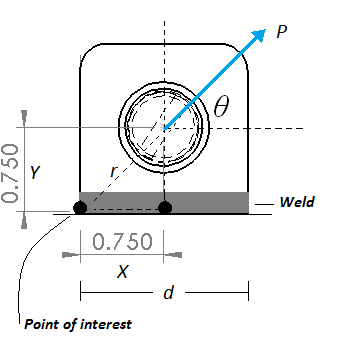 P
θ
0.750
Y
r
Weld
0.750
X
d
Point of interest